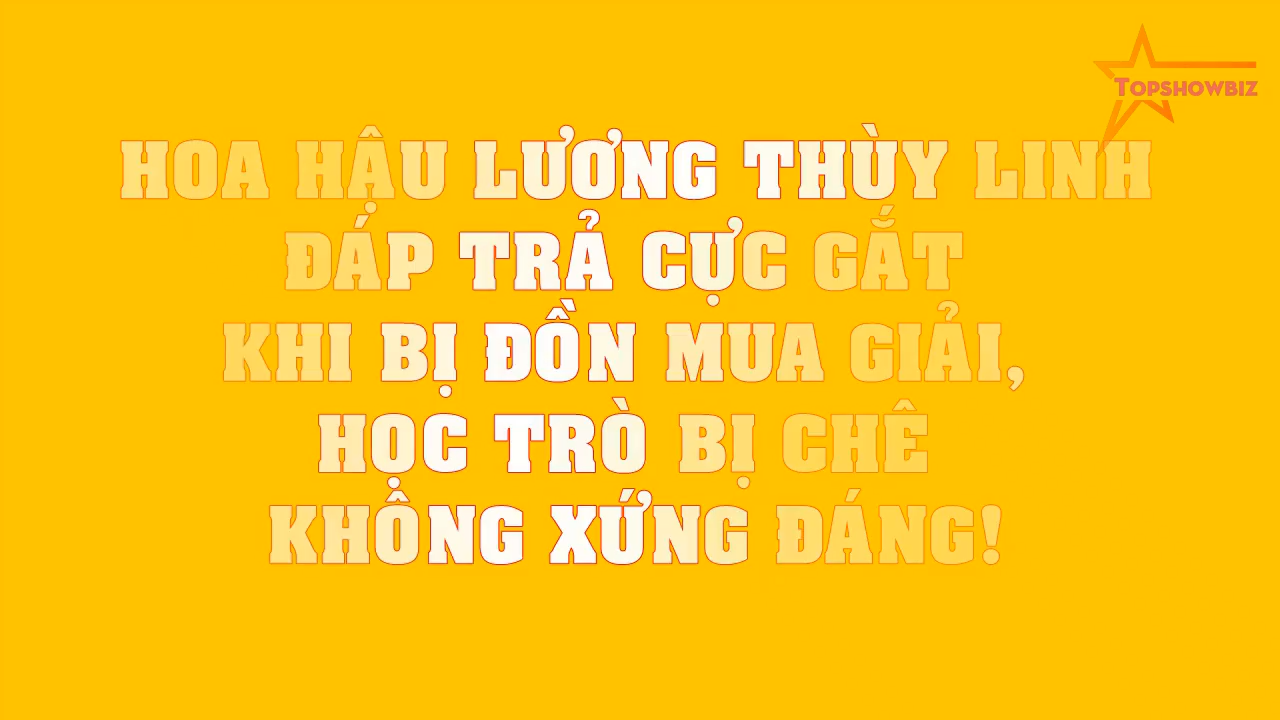 TOPSHOWBIZ
HOA HẬU LƯƠNG THÙY LINH
ĐÁP TRẢ CỰC GẮT
KHI BỊ ĐỒN MUA GIẢI,
HỌC TRÒ BỊ CHÊ
KHÔNG XỨNG ĐÁNG!